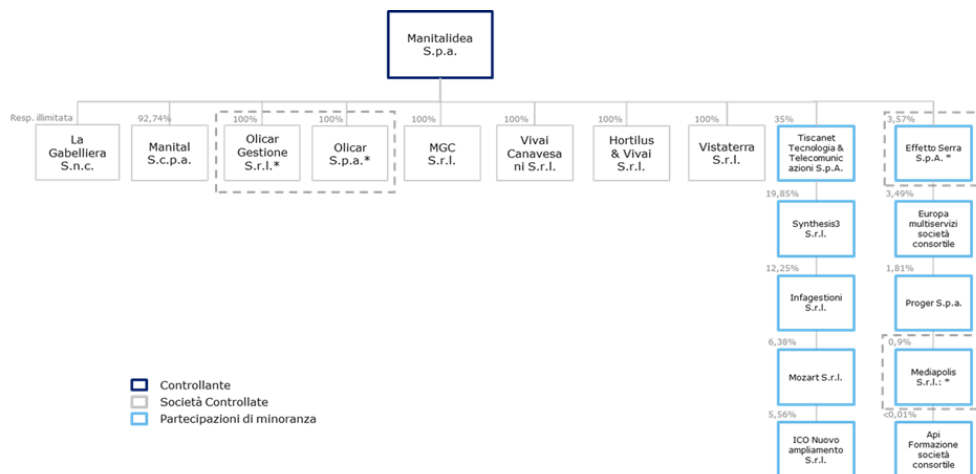 Manitalidea
S.p.a.
Resp. illimitata
92,74%
100%
100%
100%
100%
100%
100%
35%
3,57%
La
Gabelliera
S.n.c.
Manital
S.c.p.a.
Olicar
Gestione
S.r.l.*
Olicar
S.p.a.*
MGC
S.r.l.
Vivai
Canavesa
ni S.r.l.
Hortilus
& Vivai
S.r.l.
Vistaterra
S.r.l.
Tiscanet
Tecnologia &
Telecomunic
azioni S.p.A.
Effetto Serra
S.p.A. *
19,85%
3,49%
Synthesis3
S.r.l.
Europa
multiservizi
società
consortile
12,25%
1,81%
Infagestioni
S.r.l.
Proger S.p.a.
6,38%
0,9%
Mozart S.r.l.
Mediapolis
S.r.l.: *
5,56%
<0,01%
ICO Nuovo
ampliamento
S.r.l.
Api
Formazione
società
consortile
Controllante
Società Controllate
Partecipazioni di minoranza